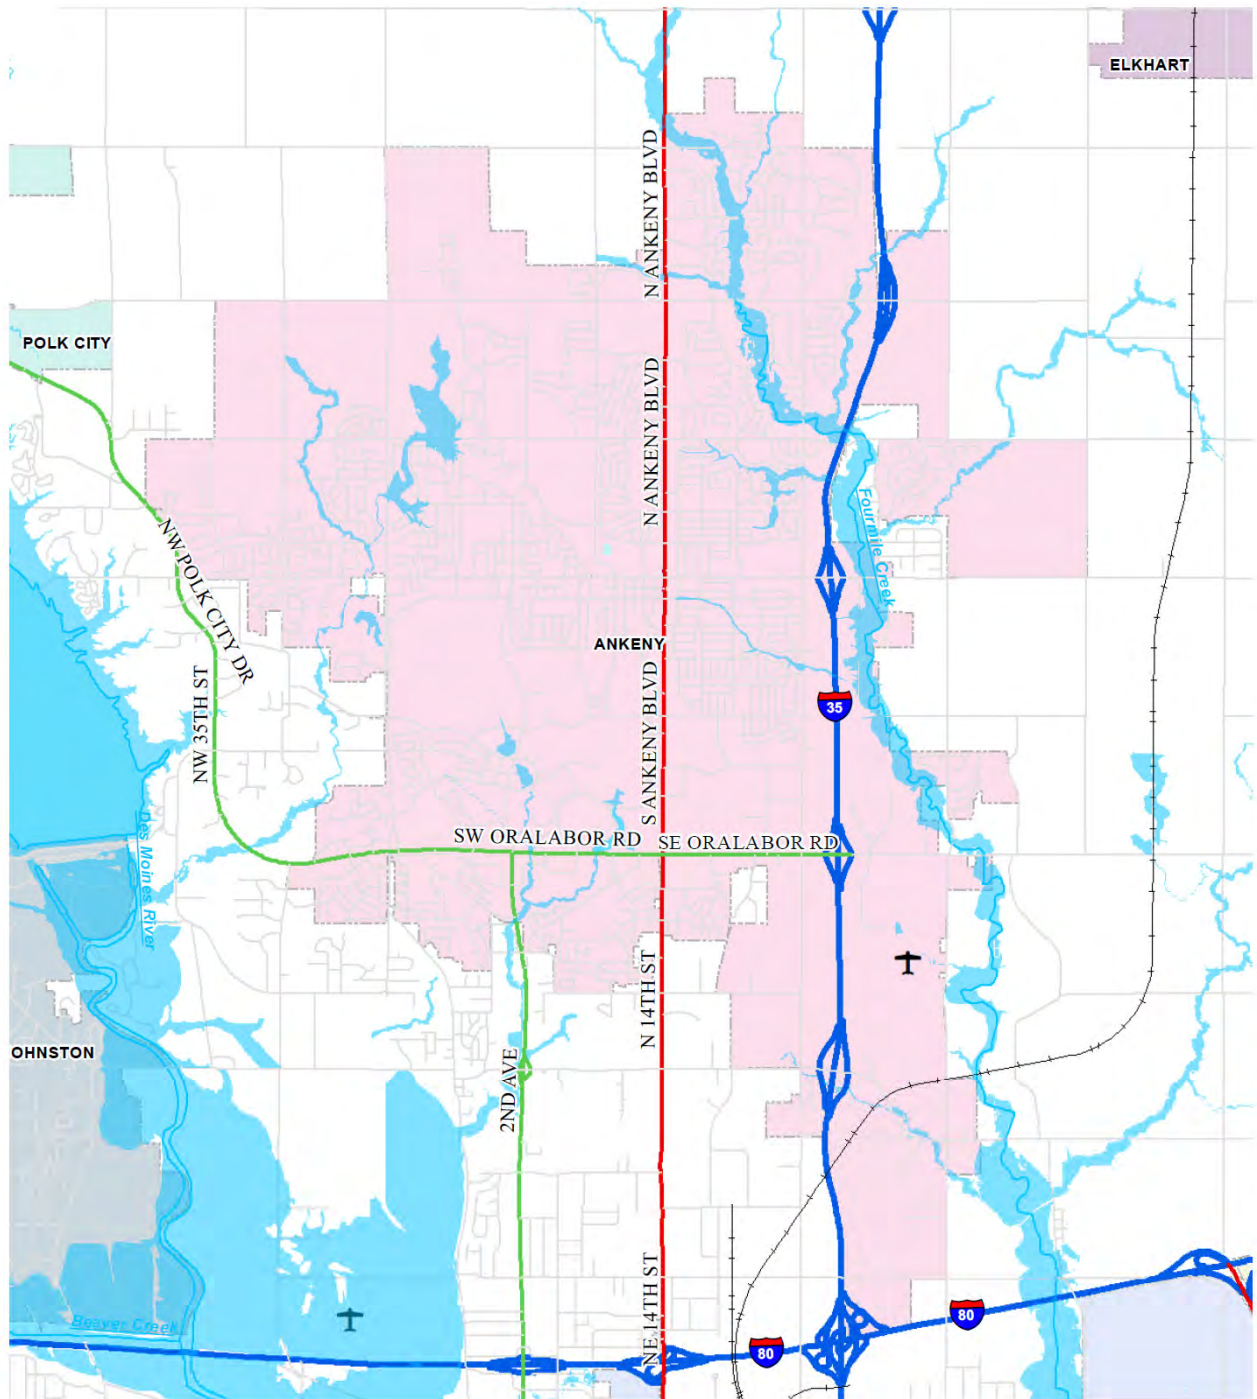 ELKHART
N ANKENY BLVD
POLK CITY
N ANKENY BLVD
Fourmile Creek
NW POLK CITY DR
ANKENY
NW 35TH ST
S ANKENY BLVD
35
SW ORALABOR RD
SE ORALABOR RD
Des Moines River
N 14TH ST
OHNSTON
2ND AVE
NE 14TH ST
80
Beaver Creek
80